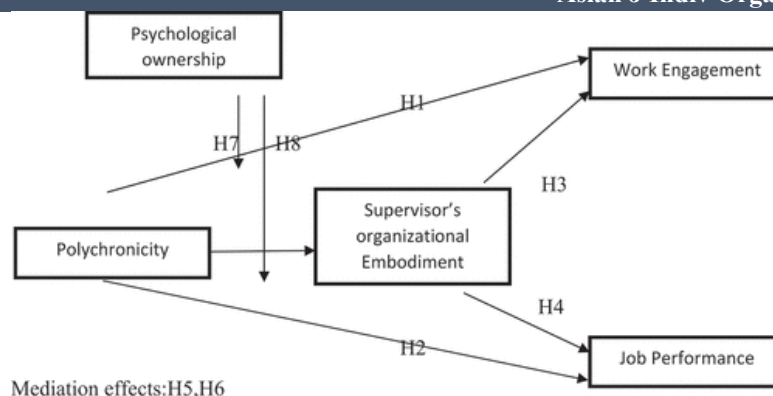 Psychological
ownership
Work Engagement
H1
H7
H8
H3
Supervisor's
organizational
Embodiment
Polychronicity
H4
H2
Job Performance
Mediation effects:H5,H6